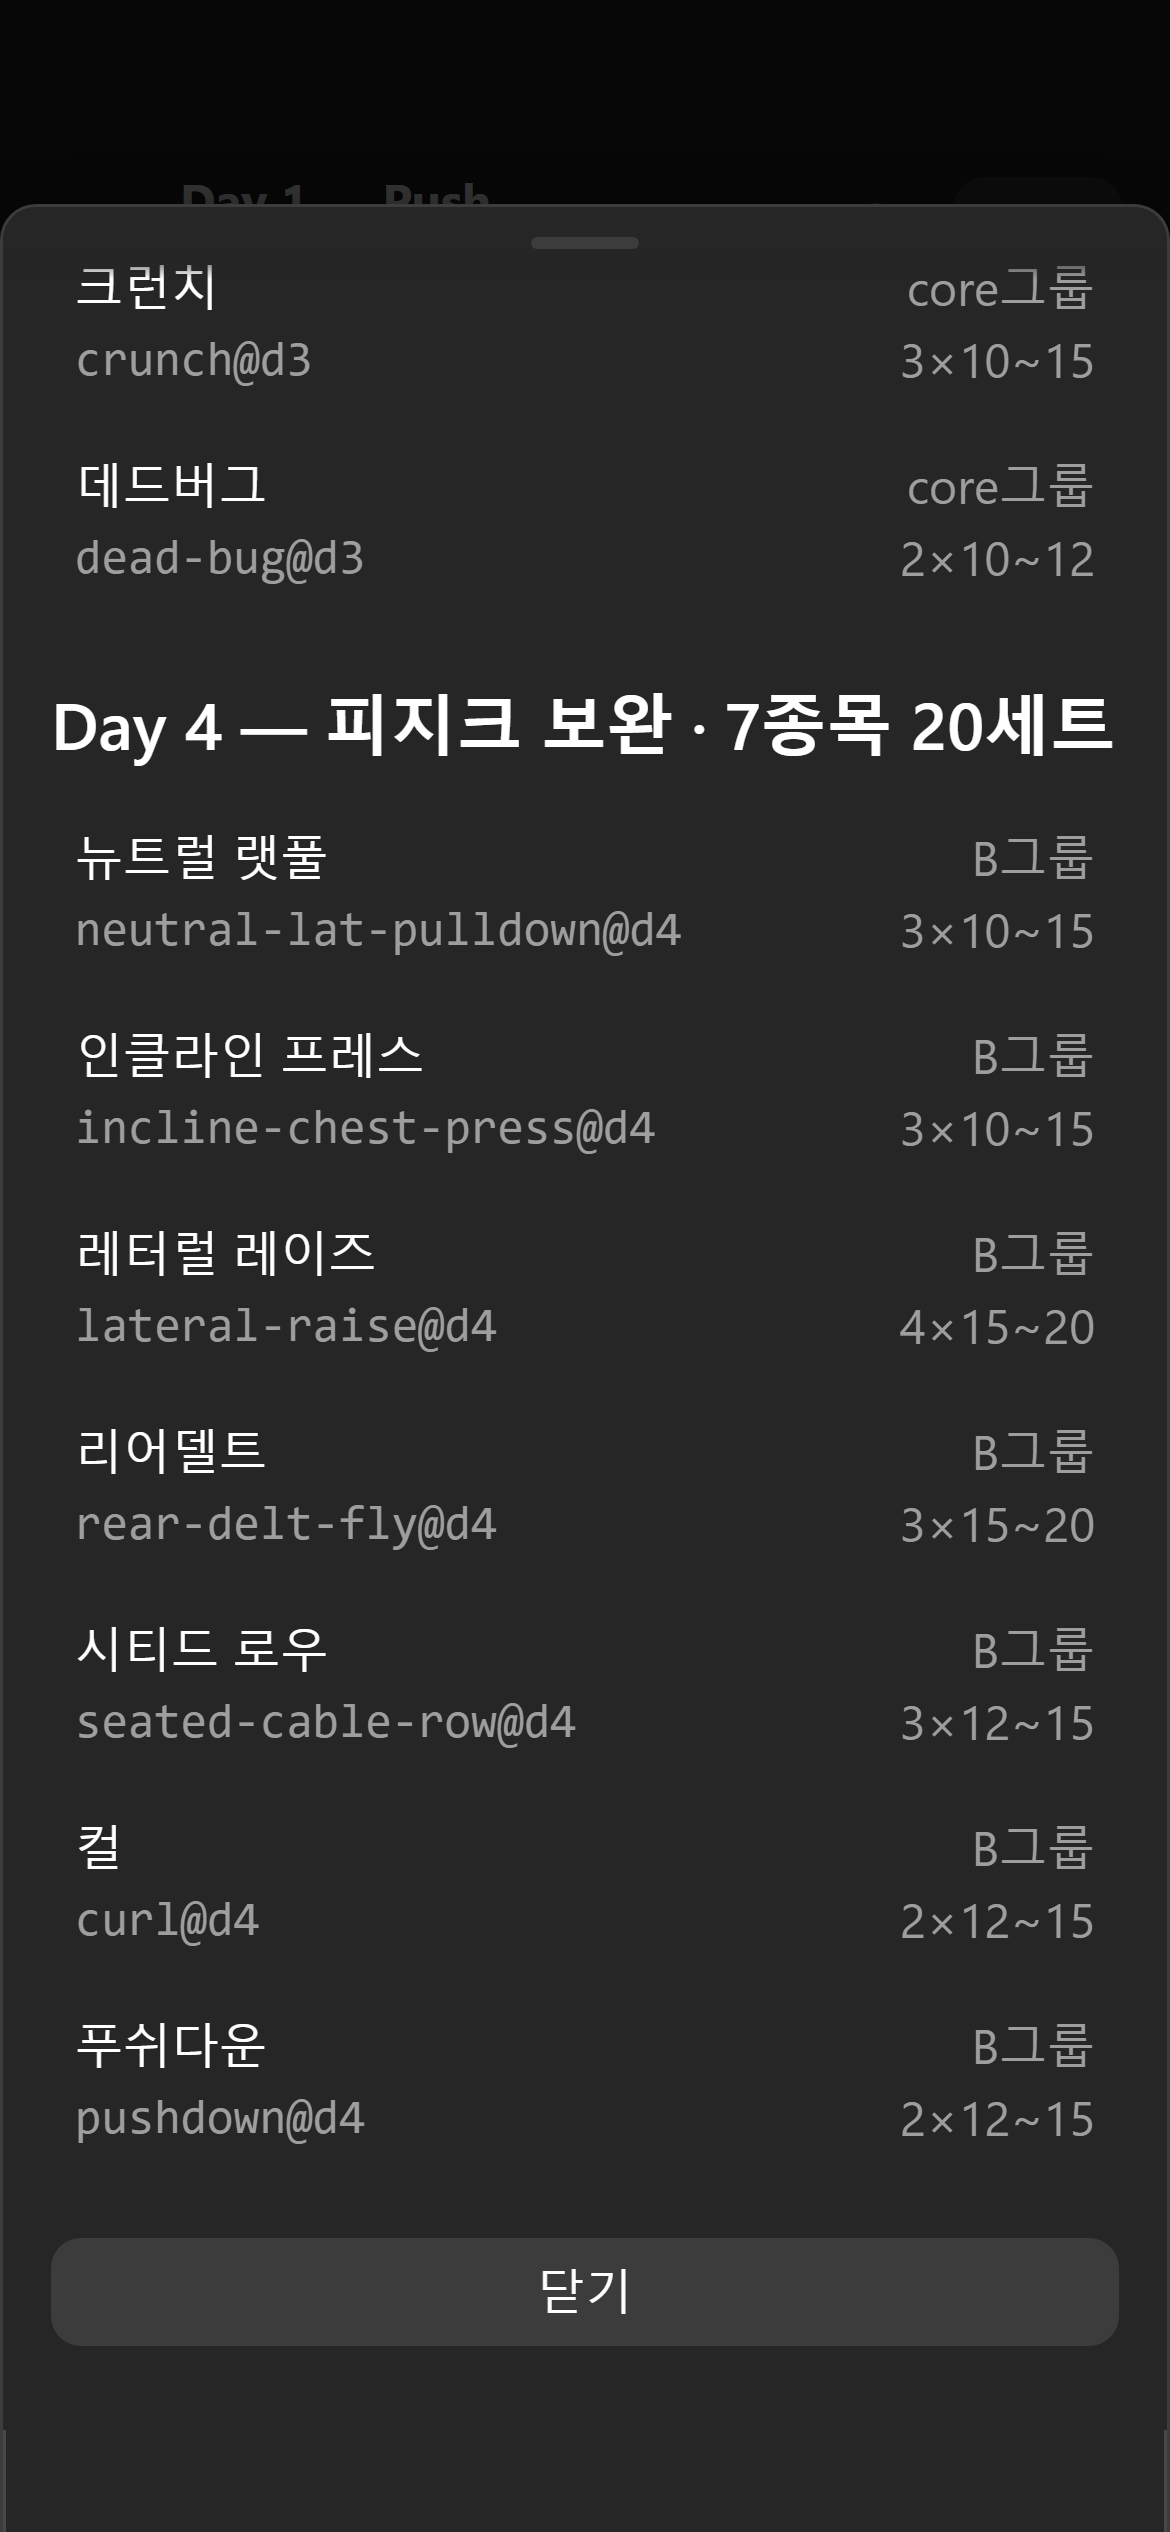 Day 1 — Push
크런치 core그룹
crunch@d3 3×10~15
데드버그 core그룹
dead-bug@d3 2×10~12
Day 4 — 피지크 보완 · 7종목 20세트
뉴트럴 랫풀 B그룹
neutral-lat-pulldown@d4 3×10~15
인클라인 프레스 B그룹
incline-chest-press@d4 3×10~15
레터럴 레이즈 B그룹
lateral-raise@d4 4×15~20
리어델트 B그룹
rear-delt-fly@d4 3×15~20
시티드 로우 B그룹
seated-cable-row@d4 3×12~15
컬 B그룹
curl@d4 2×12~15
푸쉬다운 B그룹
pushdown@d4 2×12~15
닫기